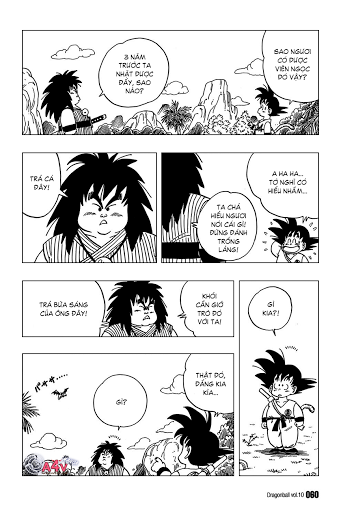 SAO NGƯƠI
CÓ ĐƯỢC
VIÊN NGỌC
ĐÓ VẬY?
3 NĂM
TRƯỚC TA
NHẶT ĐƯỢC
ĐẤY, SAO
NÀO?
TRẢ CÁ
ĐÂY!
TA CHẢ
HIỂU NGƯƠI
NÓI CÁI GÌ!
ĐỪNG ĐÁNH
TRỐNG
LẢNG!
A HA HA...
TỚ NGHĨ CÓ
HIỂU NHẦM...
TRẢ BỮA SÁNG
CỦA ÔNG ĐÂY!
KHỎI
CẦN GIỞ
TRÒ ĐÓ
VỚI TA!
GÌ
KIA?!
THẬT ĐÓ,
ĐẰNG KIA
KÌA...
GÌ?
A4V
Dragonball vol.10 060